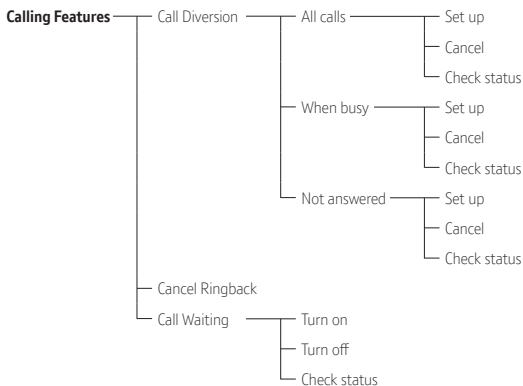 Calling Features Call Diversion All calls Set up
Cancel
Check status
When busy Set up
Cancel
Check status
Not answered Set up
Cancel
Check status
Cancel Ringback
Call Waiting Turn on
Turn off
Check status